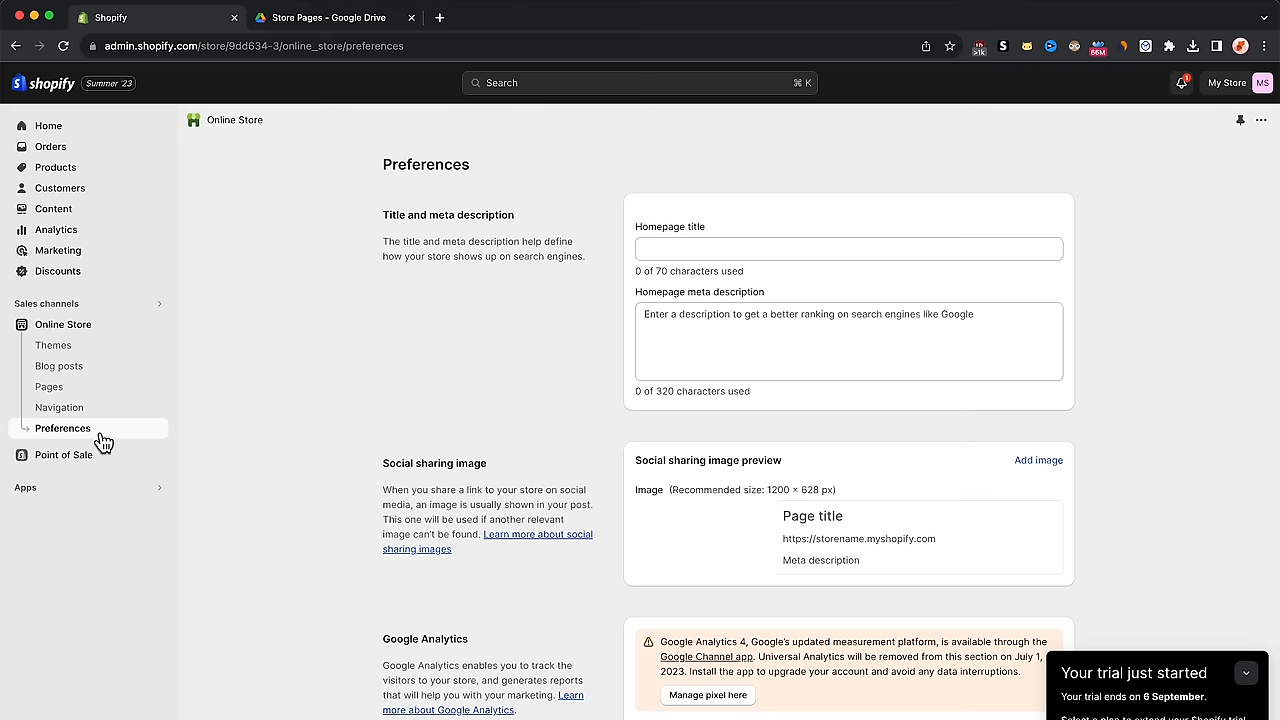 Shopify
Store Pages - Google Drive
admin.shopify.com/store/9dd634-3/online_store/preferences
>1k
S
66M
shopify
Summer '23
Search
⌘ K
1
My Store
MS
Home
Orders
Products
Customers
Content
Analytics
Marketing
Discounts
Sales channels
Online Store
Themes
Blog posts
Pages
Navigation
Preferences
Point of Sale
Apps
Online Store
Preferences
Title and meta description
The title and meta description help define
how your store shows up on search engines.
Homepage title
0 of 70 characters used
Homepage meta description
Enter a description to get a better ranking on search engines like Google
0 of 320 characters used
Social sharing image
When you share a link to your store on social
media, an image is usually shown in your post.
This one will be used if another relevant
image can't be found. Learn more about social
sharing images
Social sharing image preview
Add image
Image (Recommended size: 1200 × 628 px)
Page title
https://storename.myshopify.com
Meta description
Google Analytics
Google Analytics enables you to track the
visitors to your store, and generates reports
that will help you with your marketing. Learn
more about Google Analytics.
Google Analytics 4, Google's updated measurement platform, is available through the
Google Channel app. Universal Analytics will be removed from this section on July 1,
2023. Install the app to upgrade your account and avoid any data interruptions.
Manage pixel here
Your trial just started
Your trial ends on 6 September.
Select a plan to extend your Shopify trial